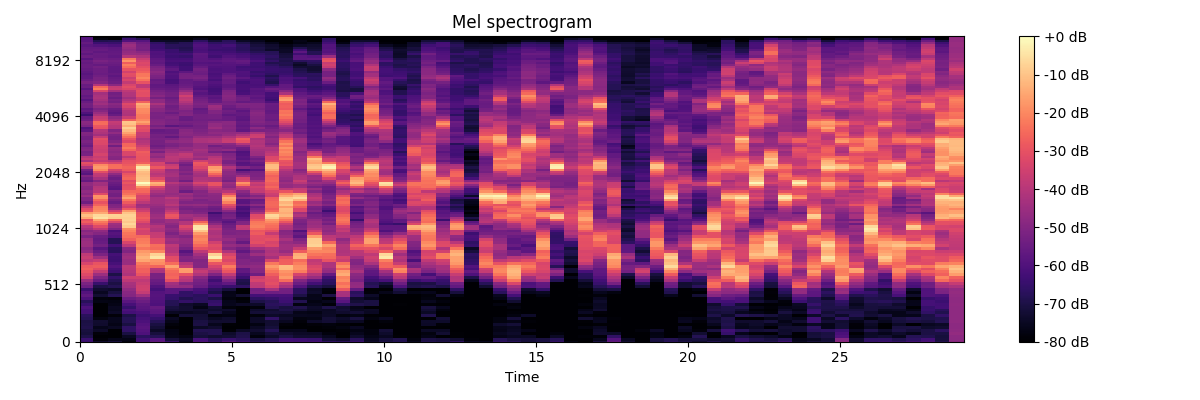 Mel spectrogram
Hz
8192
4096
2048
1024
512
0
0 5 10 15 20 25
Time
+0 dB
-10 dB
-20 dB
-30 dB
-40 dB
-50 dB
-60 dB
-70 dB
-80 dB